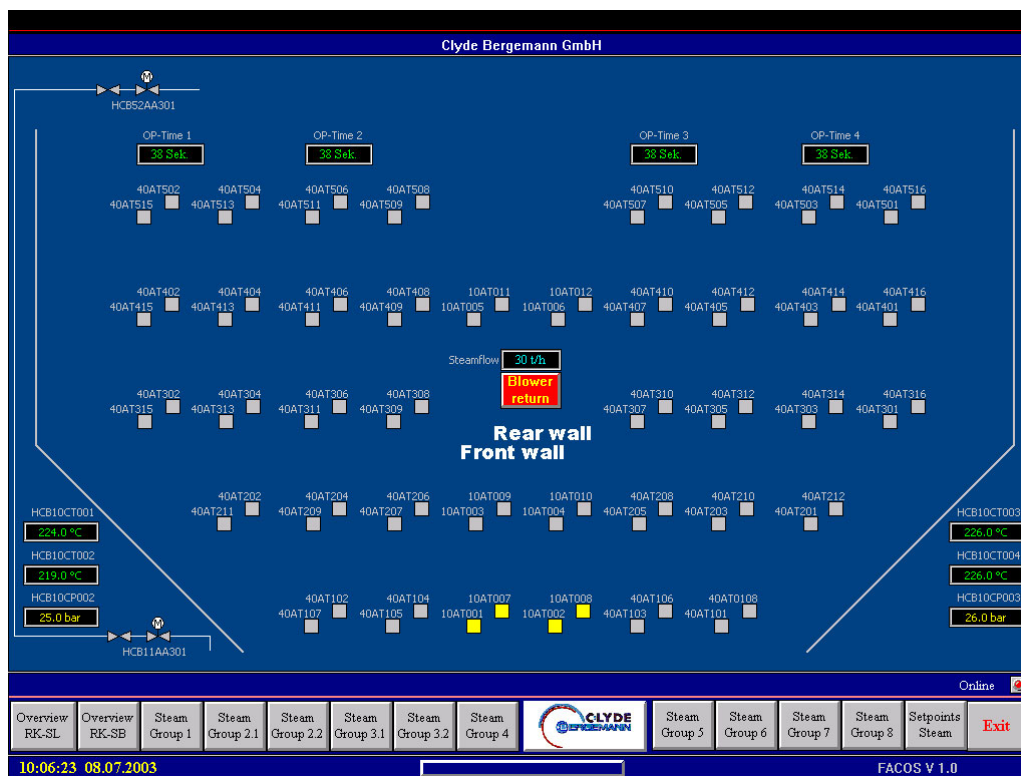 Clyde Bergemann GmbH
M
HCB52AA301
OP-Time 1 OP-Time 2 OP-Time 3 OP-Time 4
38 Sek. 38 Sek. 38 Sek. 38 Sek.
40AT502 40AT504 40AT506 40AT508 40AT510 40AT512 40AT514 40AT516
40AT515 40AT513 40AT511 40AT509 40AT507 40AT505 40AT503 40AT501
40AT402 40AT404 40AT406 40AT408 10AT011 10AT012 40AT410 40AT412 40AT414 40AT416
40AT415 40AT413 40AT411 40AT409 10AT005 10AT006 40AT407 40AT405 40AT403 40AT401
Steamflow 30 t/h
Blower
return
40AT302 40AT304 40AT306 40AT308 40AT310 40AT312 40AT314 40AT316
40AT315 40AT313 40AT311 40AT309 40AT307 40AT305 40AT303 40AT301
Rear wall
Front wall
40AT202 40AT204 40AT206 10AT009 10AT010 40AT208 40AT210 40AT212
40AT211 40AT209 40AT207 10AT003 10AT004 40AT205 40AT203 40AT201
HCB10CT001 HCB10CT003
224.0 °C 226.0 °C
HCB10CT002 HCB10CT004
219.0 °C 226.0 °C
HCB10CP002 HCB10CP003
25.0 bar 26.0 bar
40AT102 40AT104 10AT007 10AT008 40AT106 40AT0108
40AT107 40AT105 10AT001 10AT002 40AT103 40AT101
M
HCB11AA301
Online
Overview RK-SL
Overview RK-SB
Steam Group 1
Steam Group 2.1
Steam Group 2.2
Steam Group 3.1
Steam Group 3.2
Steam Group 4
CLYDE
BERGEMANN
Steam Group 5
Steam Group 6
Steam Group 7
Steam Group 8
Setpoints Steam
Exit
10:06:23 08.07.2003 FACOS V 1.0